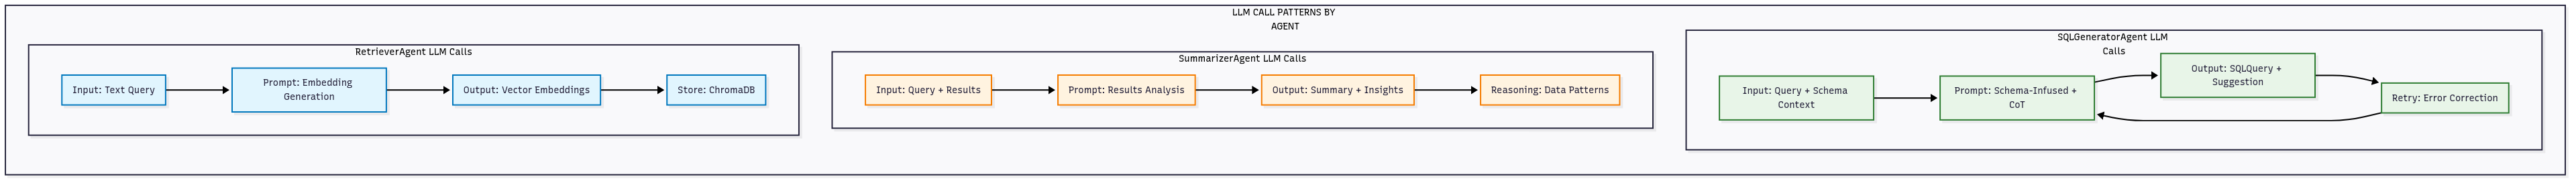 LLM CALL PATTERNS BY
AGENT
RetrieverAgent LLM Calls
Input: Text Query
Prompt: Embedding
Generation
Output: Vector Embeddings
Store: ChromaDB
SummarizerAgent LLM Calls
Input: Query + Results
Prompt: Results Analysis
Output: Summary + Insights
Reasoning: Data Patterns
SQLGeneratorAgent LLM
Calls
Input: Query + Schema
Context
Prompt: Schema-Infused +
CoT
Output: SQLQuery +
Suggestion
Retry: Error Correction